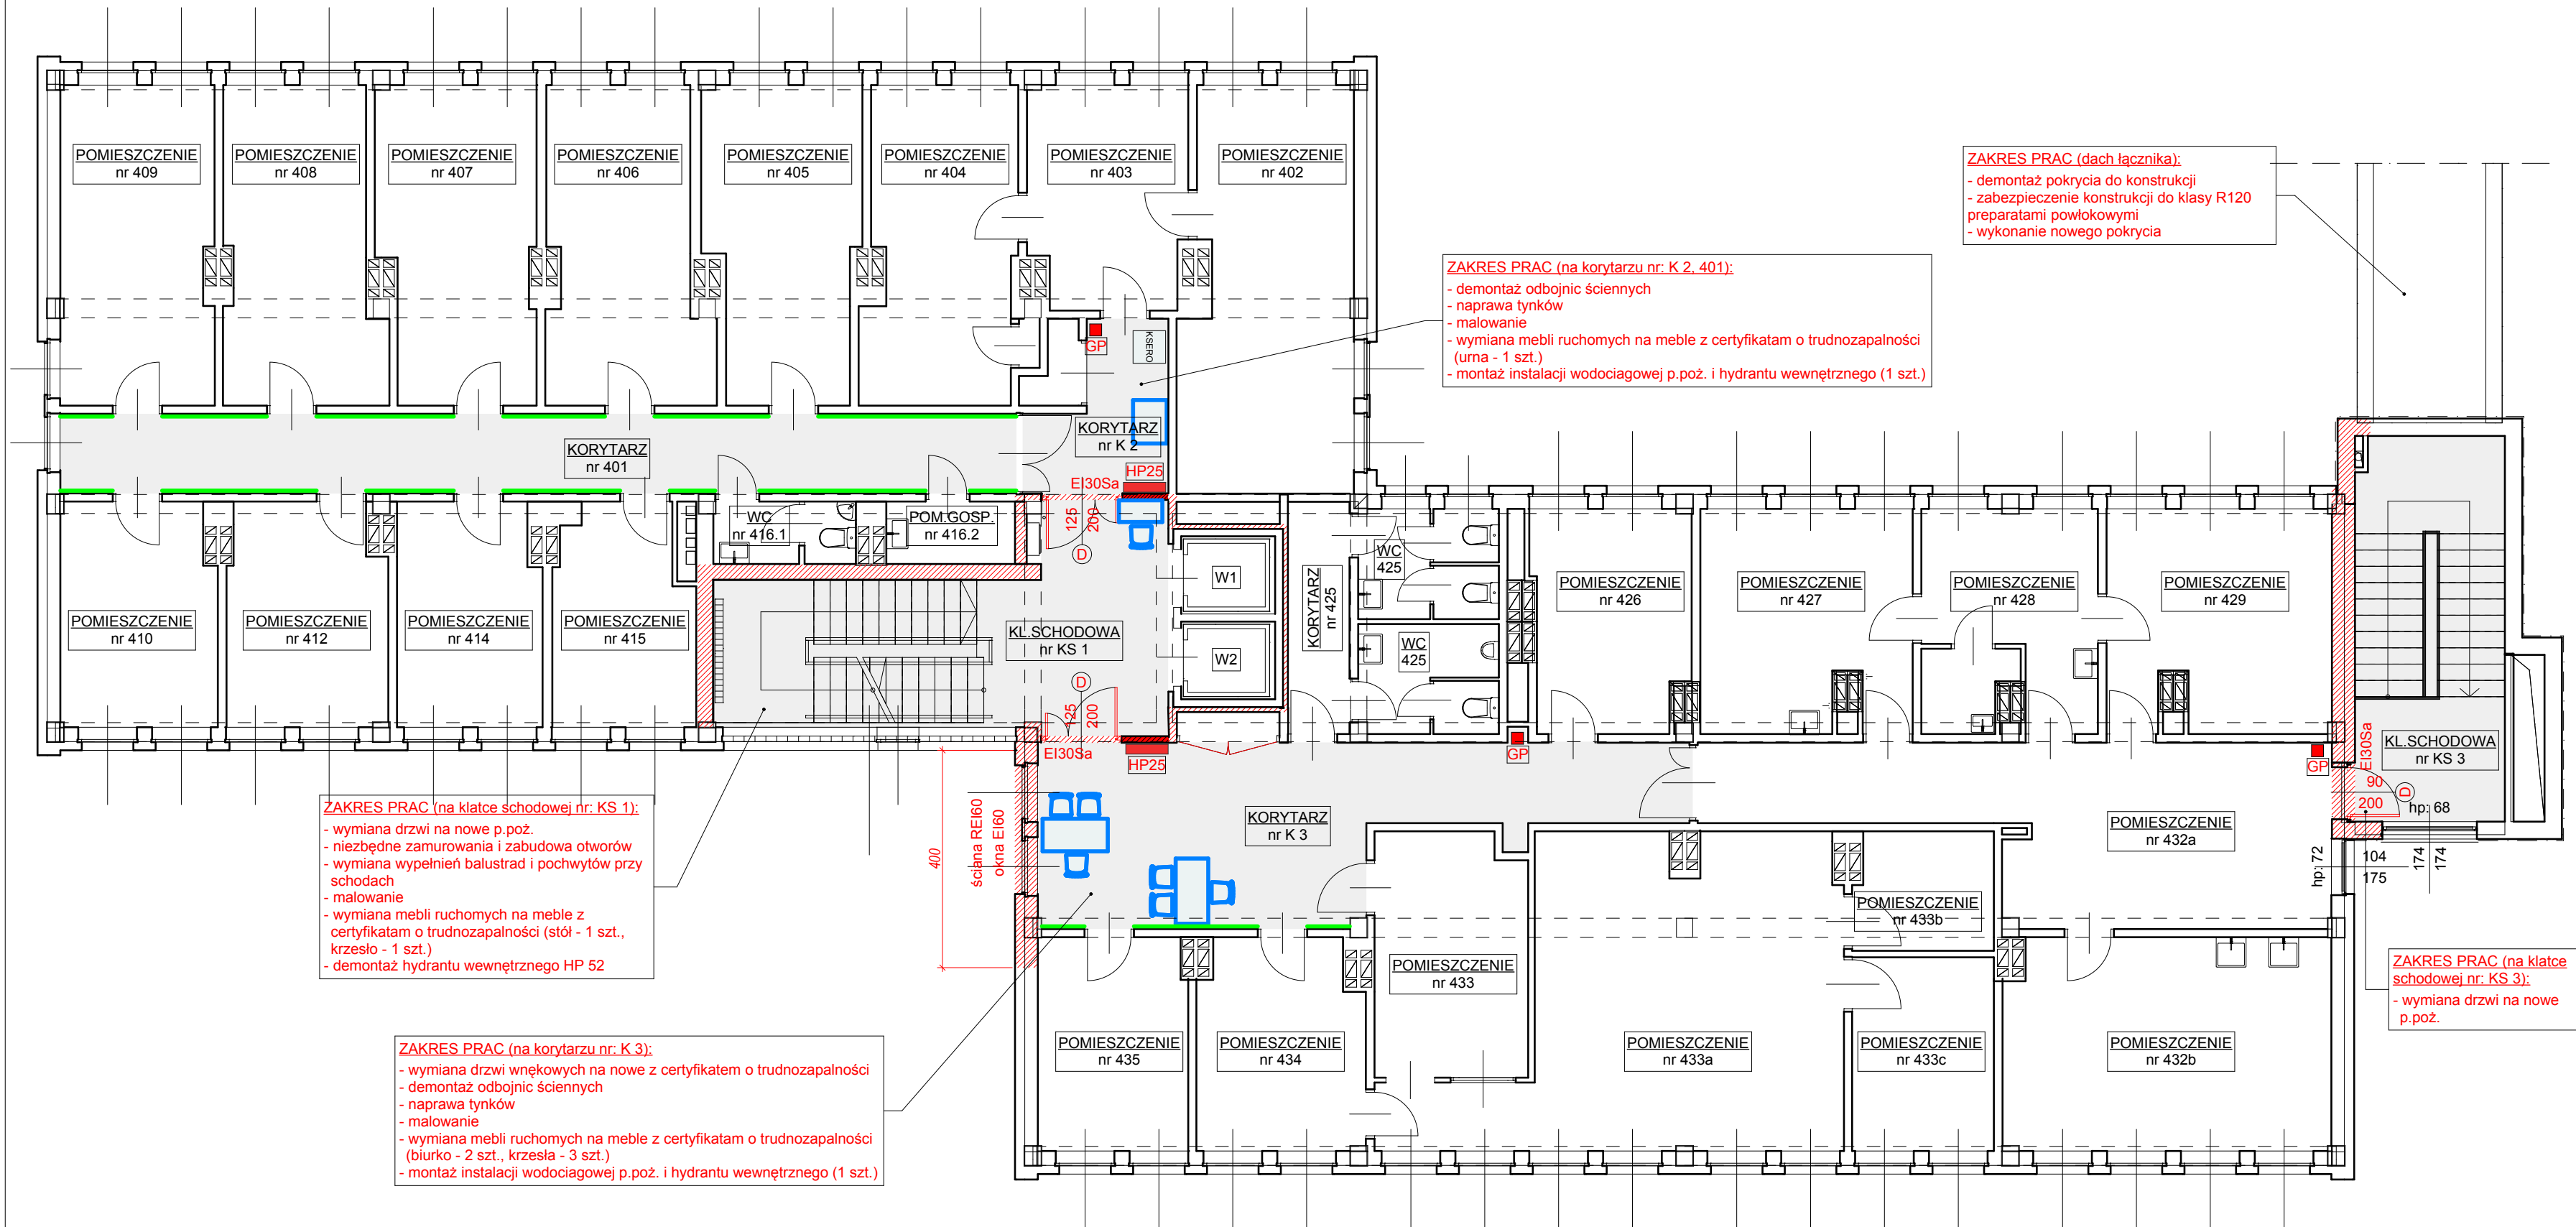 POMIESZCZENIE
nr 409
POMIESZCZENIE
nr 408
POMIESZCZENIE
nr 407
POMIESZCZENIE
nr 406
POMIESZCZENIE
nr 405
POMIESZCZENIE
nr 404
POMIESZCZENIE
nr 403
POMIESZCZENIE
nr 402
ZAKRES PRAC (dach łącznika):
- demontaż pokrycia do konstrukcji
- zabezpieczenie konstrukcji do klasy R120
preparatami powłokowymi
- wykonanie nowego pokrycia
ZAKRES PRAC (na korytarzu nr: K 2, 401):
- demontaż odbojnic ściennych
- naprawa tynków
- malowanie
- wymiana mebli ruchomych na meble z certyfikatam o trudnozapalności
(urna - 1 szt.)
- montaż instalacji wodociagowej p.poż. i hydrantu wewnętrznego (1 szt.)
GP
KSERO
KORYTARZ
nr K 2
KORYTARZ
nr 401
HP25
EI30Sa
125
200
D
WC
nr 416.1
POM.GOSP.
nr 416.2
W1
W2
KORYTARZ
nr 425
WC
425
WC
425
POMIESZCZENIE
nr 426
POMIESZCZENIE
nr 427
POMIESZCZENIE
nr 428
POMIESZCZENIE
nr 429
POMIESZCZENIE
nr 410
POMIESZCZENIE
nr 412
POMIESZCZENIE
nr 414
POMIESZCZENIE
nr 415
KL.SCHODOWA
nr KS 1
D
125
200
EI30Sa
HP25
GP
GP
EI30Sa
90
200
D
KL.SCHODOWA
nr KS 3
hp: 68
hp: 72
104
175
174
174
ZAKRES PRAC (na klatce schodowej nr: KS 1):
- wymiana drzwi na nowe p.poż.
- niezbędne zamurowania i zabudowa otworów
- wymiana wypełnień balustrad i pochwytów przy
schodach
- malowanie
- wymiana mebli ruchomych na meble z
certyfikatam o trudnozapalności (stół - 1 szt.,
krzesło - 1 szt.)
- demontaż hydrantu wewnętrznego HP 52
400
ściana REI60
okna EI60
KORYTARZ
nr K 3
POMIESZCZENIE
nr 432a
POMIESZCZENIE
nr 433b
POMIESZCZENIE
nr 433
ZAKRES PRAC (na klatce
schodowej nr: KS 3):
- wymiana drzwi na nowe
p.poż.
ZAKRES PRAC (na korytarzu nr: K 3):
- wymiana drzwi wnękowych na nowe z certyfikatem o trudnozapalności
- demontaż odbojnic ściennych
- naprawa tynków
- malowanie
- wymiana mebli ruchomych na meble z certyfikatam o trudnozapalności
(biurko - 2 szt., krzesła - 3 szt.)
- montaż instalacji wodociagowej p.poż. i hydrantu wewnętrznego (1 szt.)
POMIESZCZENIE
nr 435
POMIESZCZENIE
nr 434
POMIESZCZENIE
nr 433a
POMIESZCZENIE
nr 433c
POMIESZCZENIE
nr 432b